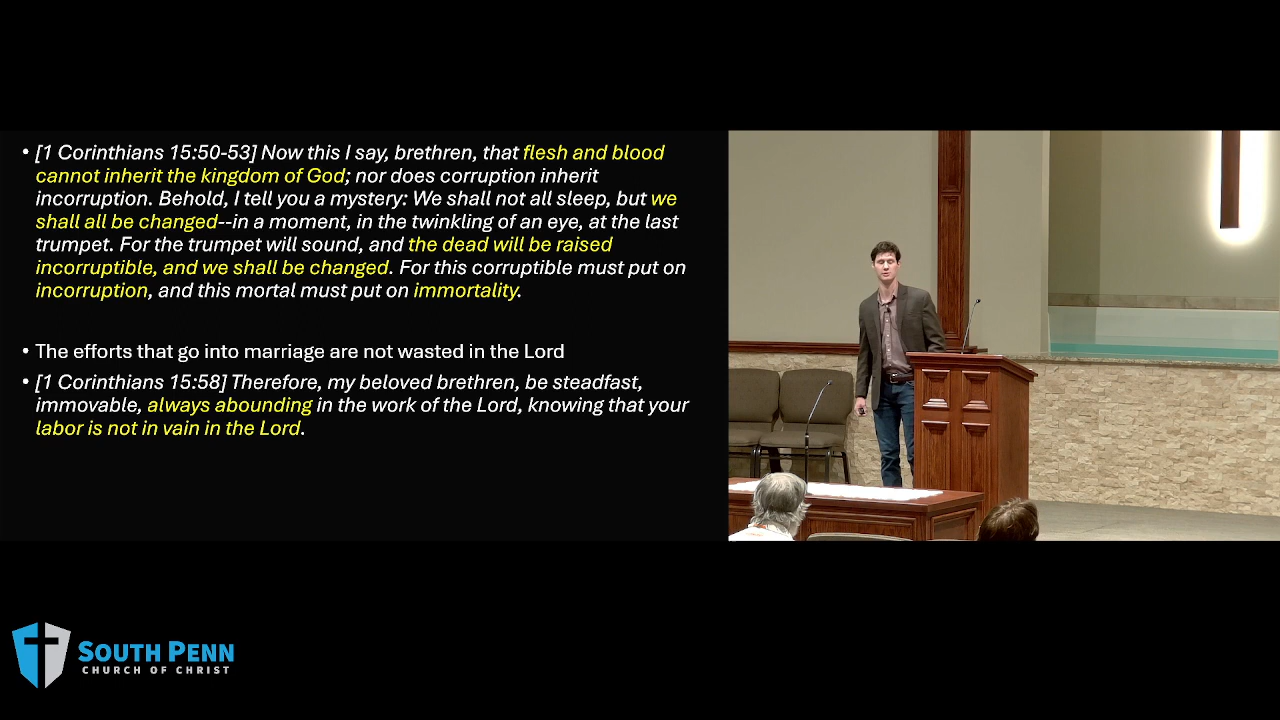 • [1 Corinthians 15:50-53] Now this I say, brethren, that flesh and blood
cannot inherit the kingdom of God; nor does corruption inherit
incorruption. Behold, I tell you a mystery: We shall not all sleep, but we
shall all be changed--in a moment, in the twinkling of an eye, at the last
trumpet. For the trumpet will sound, and the dead will be raised
incorruptible, and we shall be changed. For this corruptible must put on
incorruption, and this mortal must put on immortality.
• The efforts that go into marriage are not wasted in the Lord
• [1 Corinthians 15:58] Therefore, my beloved brethren, be steadfast,
immovable, always abounding in the work of the Lord, knowing that your
labor is not in vain in the Lord.
SOUTH PENN
CHURCH OF CHRIST